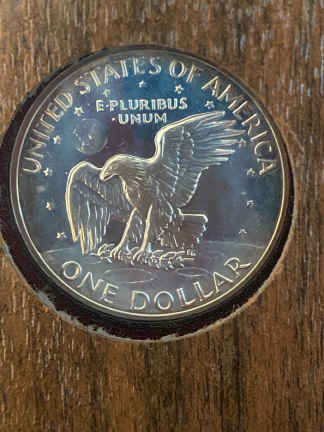 UNITED STATES OF AMERICA
E·PLURIBUS
·UNUM
ONE DOLLAR